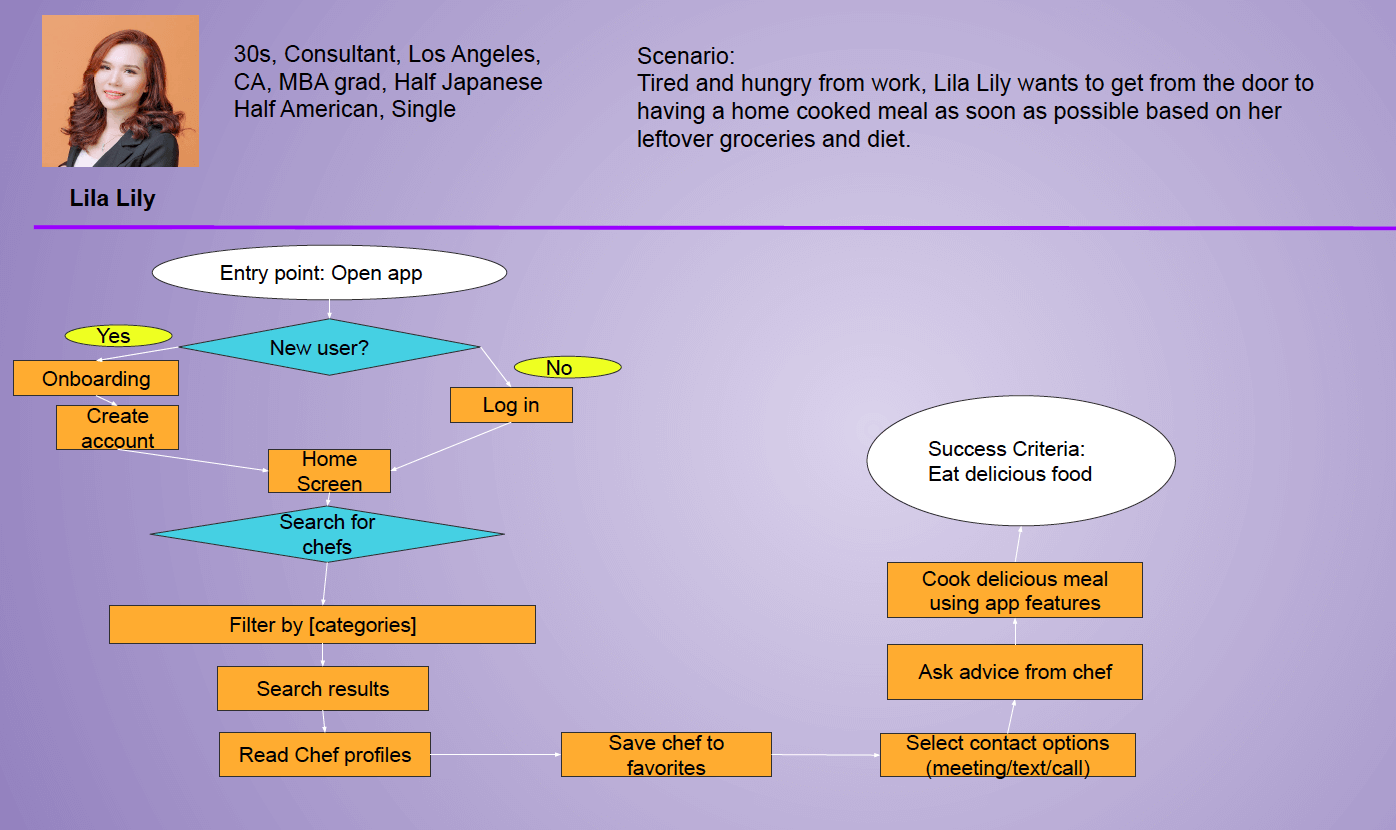 30s, Consultant, Los Angeles,
CA, MBA grad, Half Japanese
Half American, Single
Scenario:
Tired and hungry from work, Lila Lily wants to get from the door to
having a home cooked meal as soon as possible based on her
leftover groceries and diet.
Lila Lily
Entry point: Open app
Yes
New user?
No
Onboarding
Log in
Create
account
Home
Screen
Search for
chefs
Filter by [categories]
Search results
Read Chef profiles
Save chef to
favorites
Select contact options
(meeting/text/call)
Ask advice from chef
Cook delicious meal
using app features
Success Criteria:
Eat delicious food